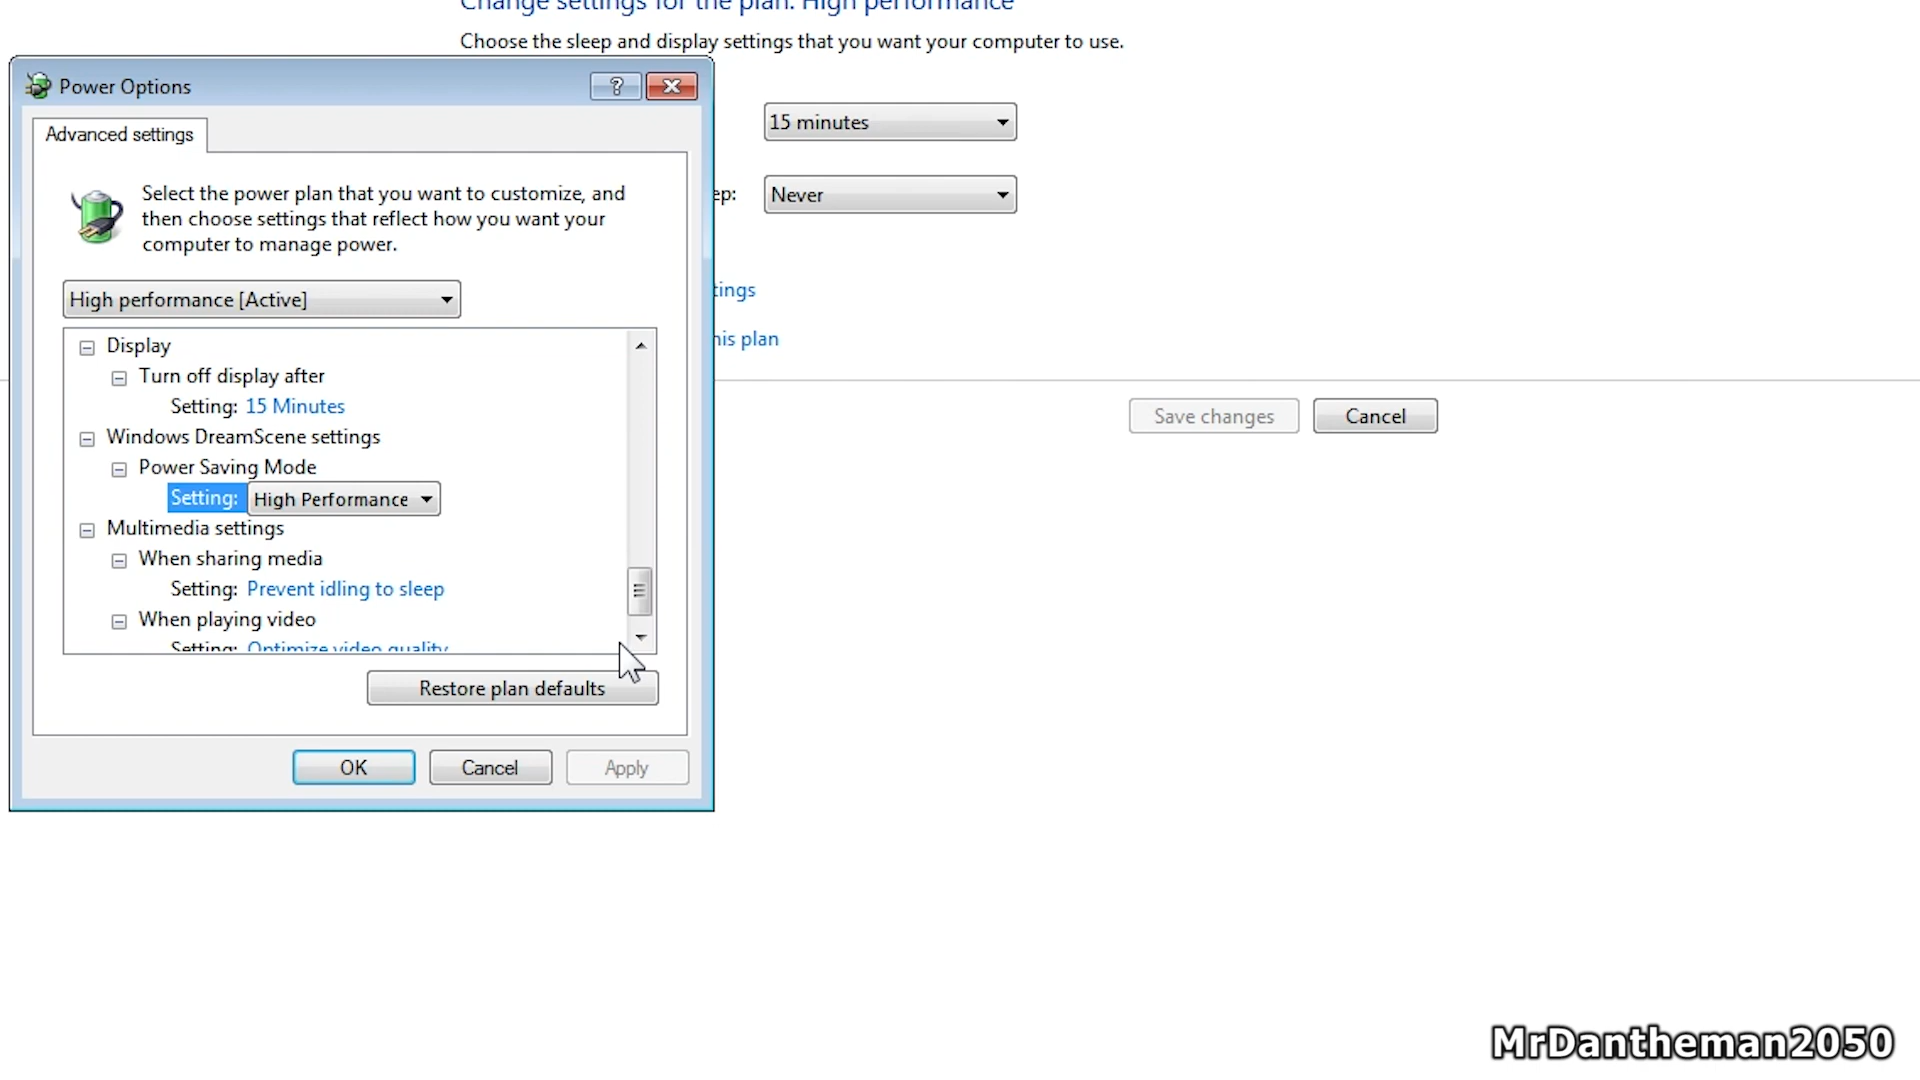 Change settings for the plan: High performance
Choose the sleep and display settings that you want your computer to use.
Power Options
?
Advanced settings
15 minutes
Select the power plan that you want to customize, and
then choose settings that reflect how you want your
computer to manage power.
ep:
Never
tings
High performance [Active]
his plan
Display
Turn off display after
Setting: 15 Minutes
Save changes
Cancel
Windows DreamScene settings
Power Saving Mode
Setting: High Performance
Multimedia settings
When sharing media
Setting: Prevent idling to sleep
When playing video
Setting: Optimize video quality
Restore plan defaults
OK
Cancel
Apply
MrDantheman2050